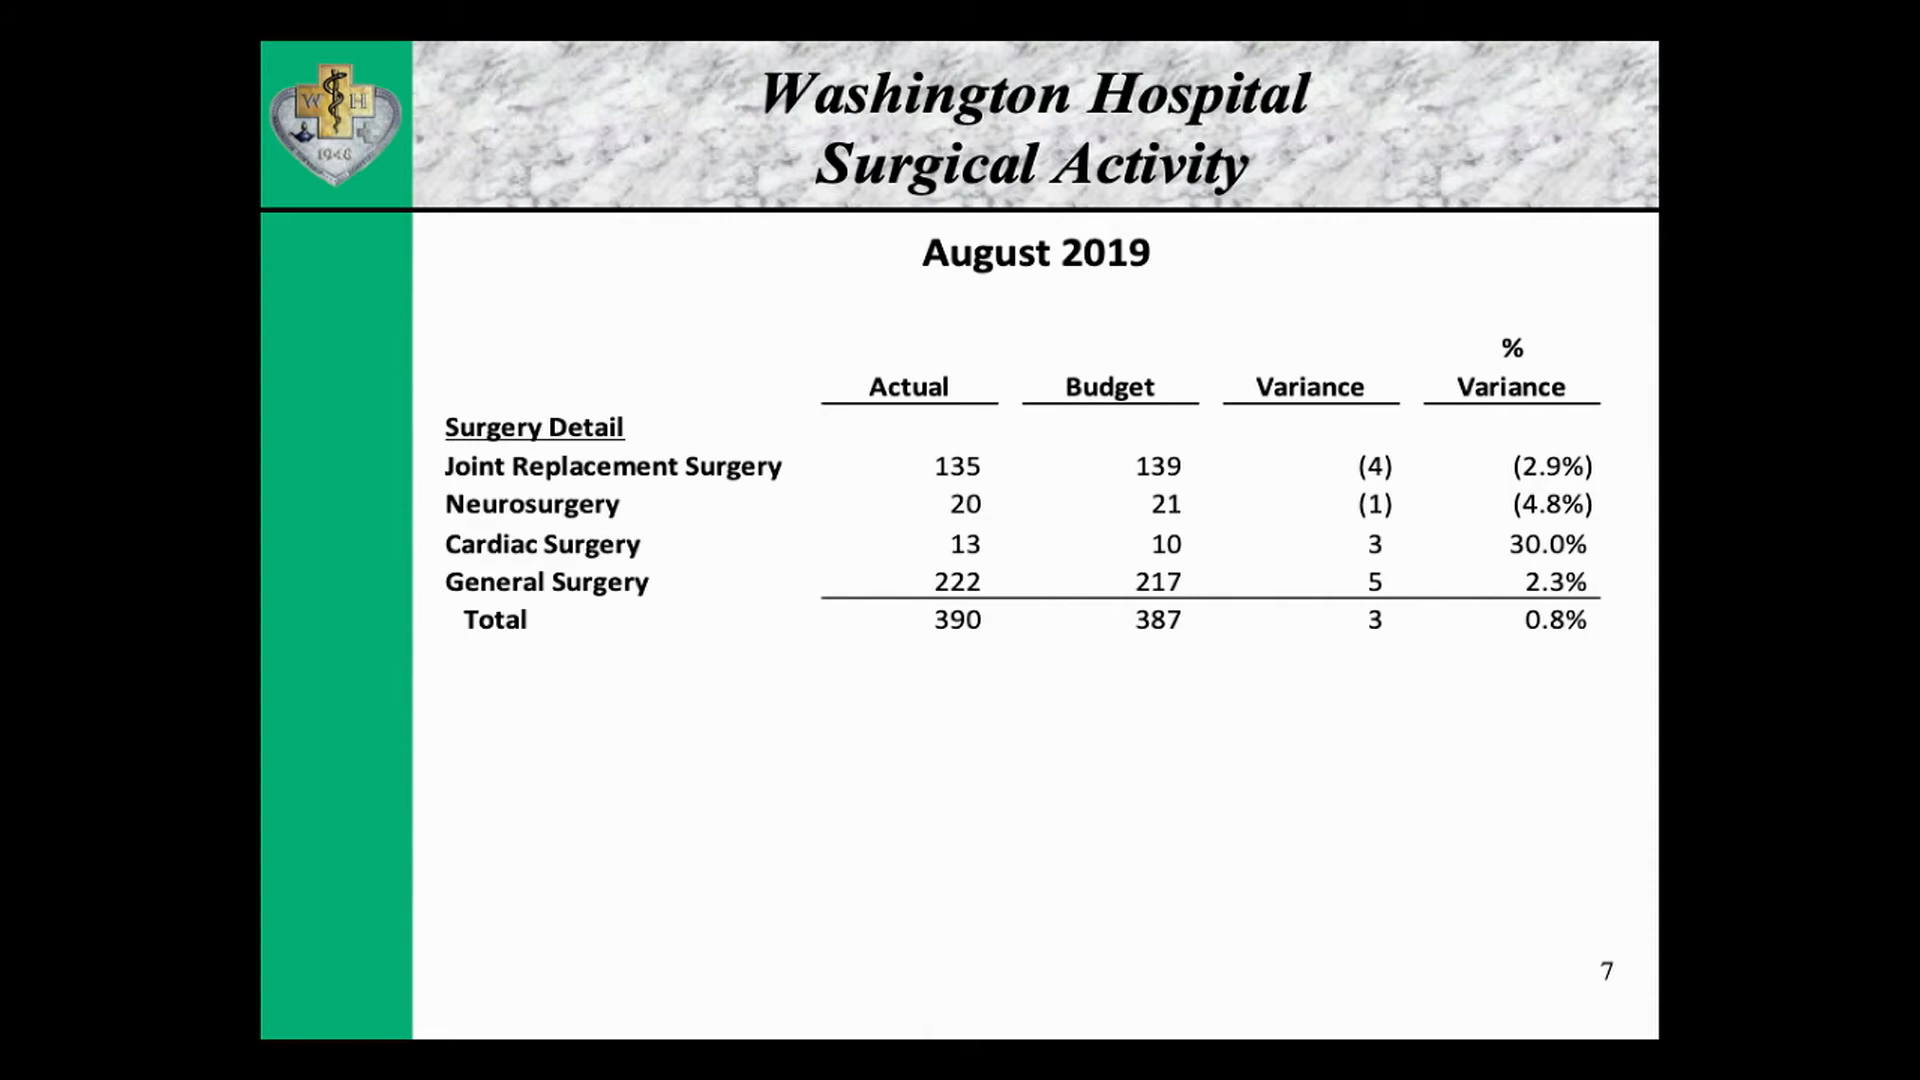 W H
1948
Washington Hospital
Surgical Activity
August 2019
%
Actual Budget Variance Variance
Surgery Detail
Joint Replacement Surgery 135 139 (4) (2.9%)
Neurosurgery 20 21 (1) (4.8%)
Cardiac Surgery 13 10 3 30.0%
General Surgery 222 217 5 2.3%
Total 390 387 3 0.8%
7